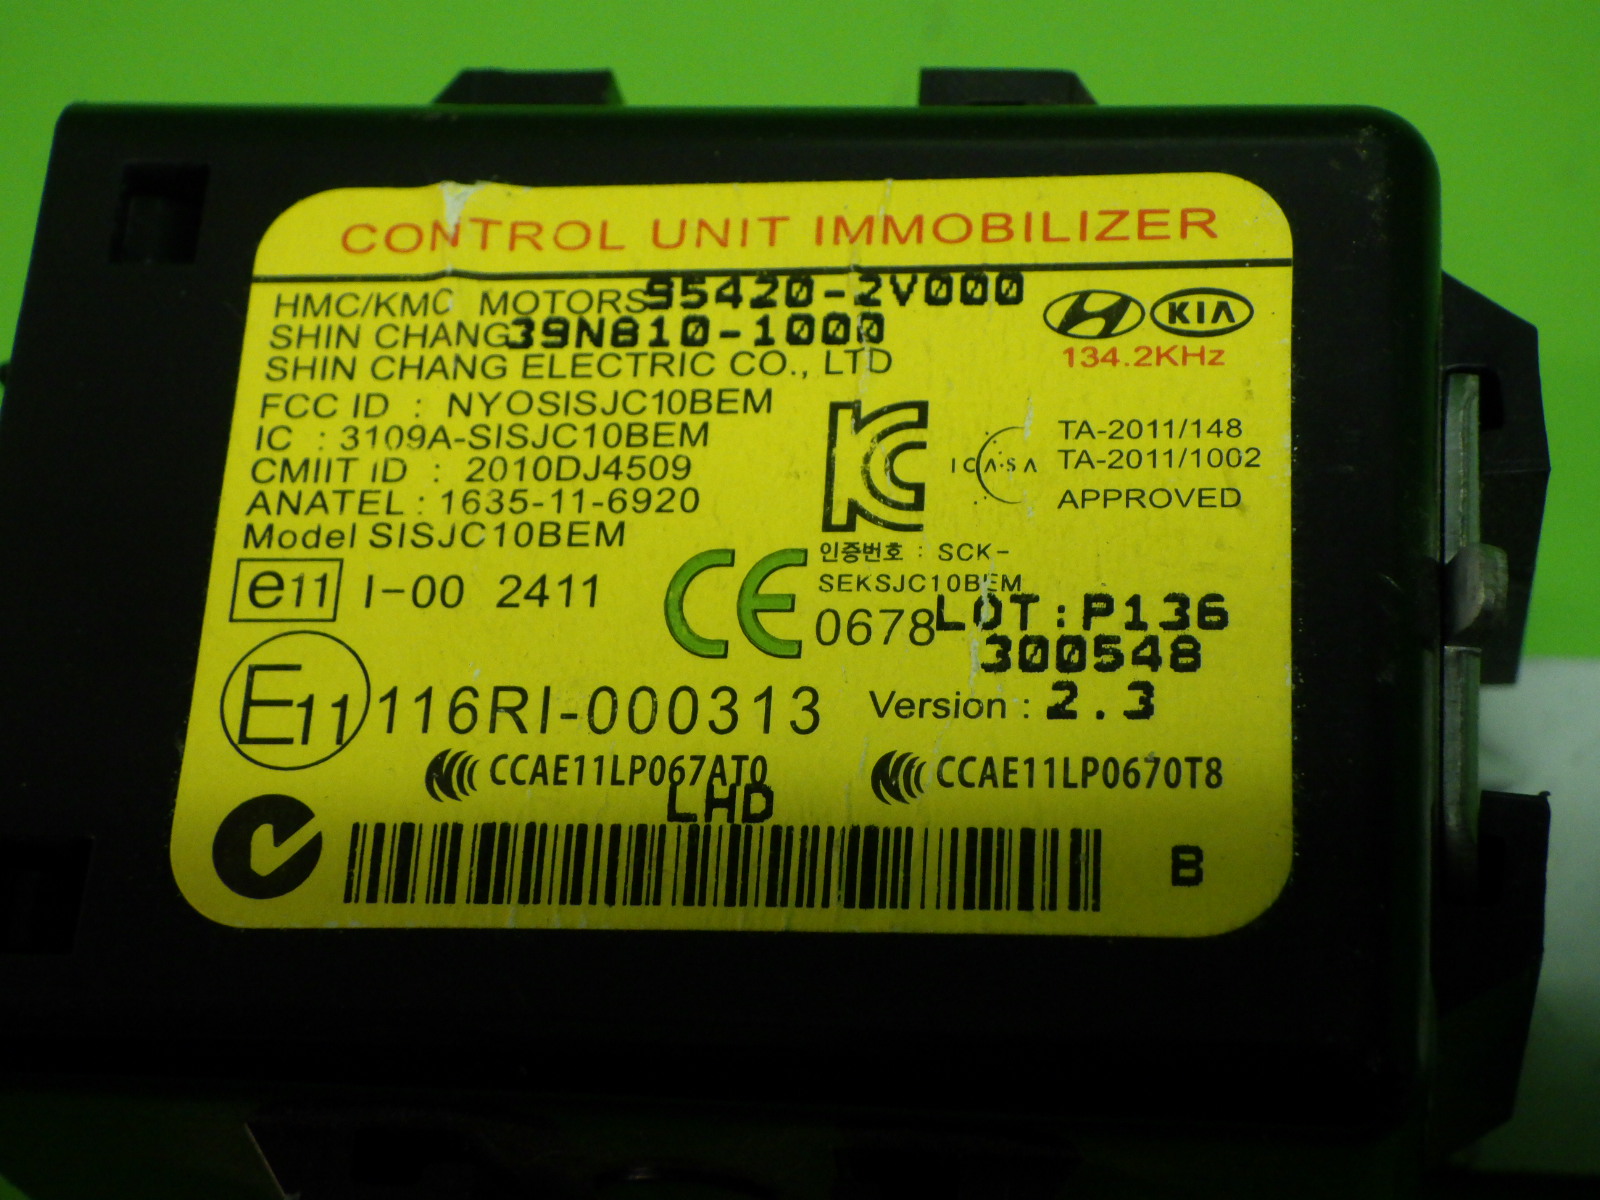 CONTROL UNIT IMMOBILIZER
HMC/KMC MOTORS 95420-2V000
SHIN CHANG 39N810-1000
SHIN CHANG ELECTRIC CO., LTD
KIA
134.2KHz
FCC ID : NYOSISJC10BEM
IC : 3109A-SISJC10BEM
CMIIT ID : 2010DJ4509
ANATEL : 1635-11-6920
Model SISJC10BEM
ICASA
TA-2011/148
TA-2011/1002
APPROVED
인증번호 : SCK-
SEKSJC10BEM
e11 I-00 2411
CE 0678 LOT:P136
300548
E11 116RI-000313
Version : 2.3
CCAE11LP067AT0 CCAE11LP0670T8
LHD
B